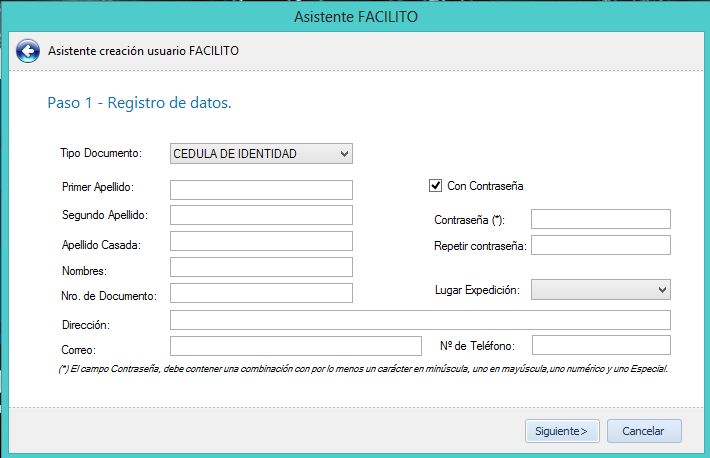 Asistente FACILITO
Asistente creación usuario FACILITO
Paso 1 - Registro de datos.
Tipo Documento: CEDULA DE IDENTIDAD
Primer Apellido:
Con Contraseña
Segundo Apellido:
Contraseña (*):
Apellido Casada:
Repetir contraseña:
Nombres:
Nro. de Documento:
Lugar Expedición:
Dirección:
Correo:
Nº de Teléfono:
(*) El campo Contraseña, debe contener una combinación con por lo menos un carácter en minúscula, uno en mayúscula,uno numérico y uno Especial.
Siguiente>
Cancelar